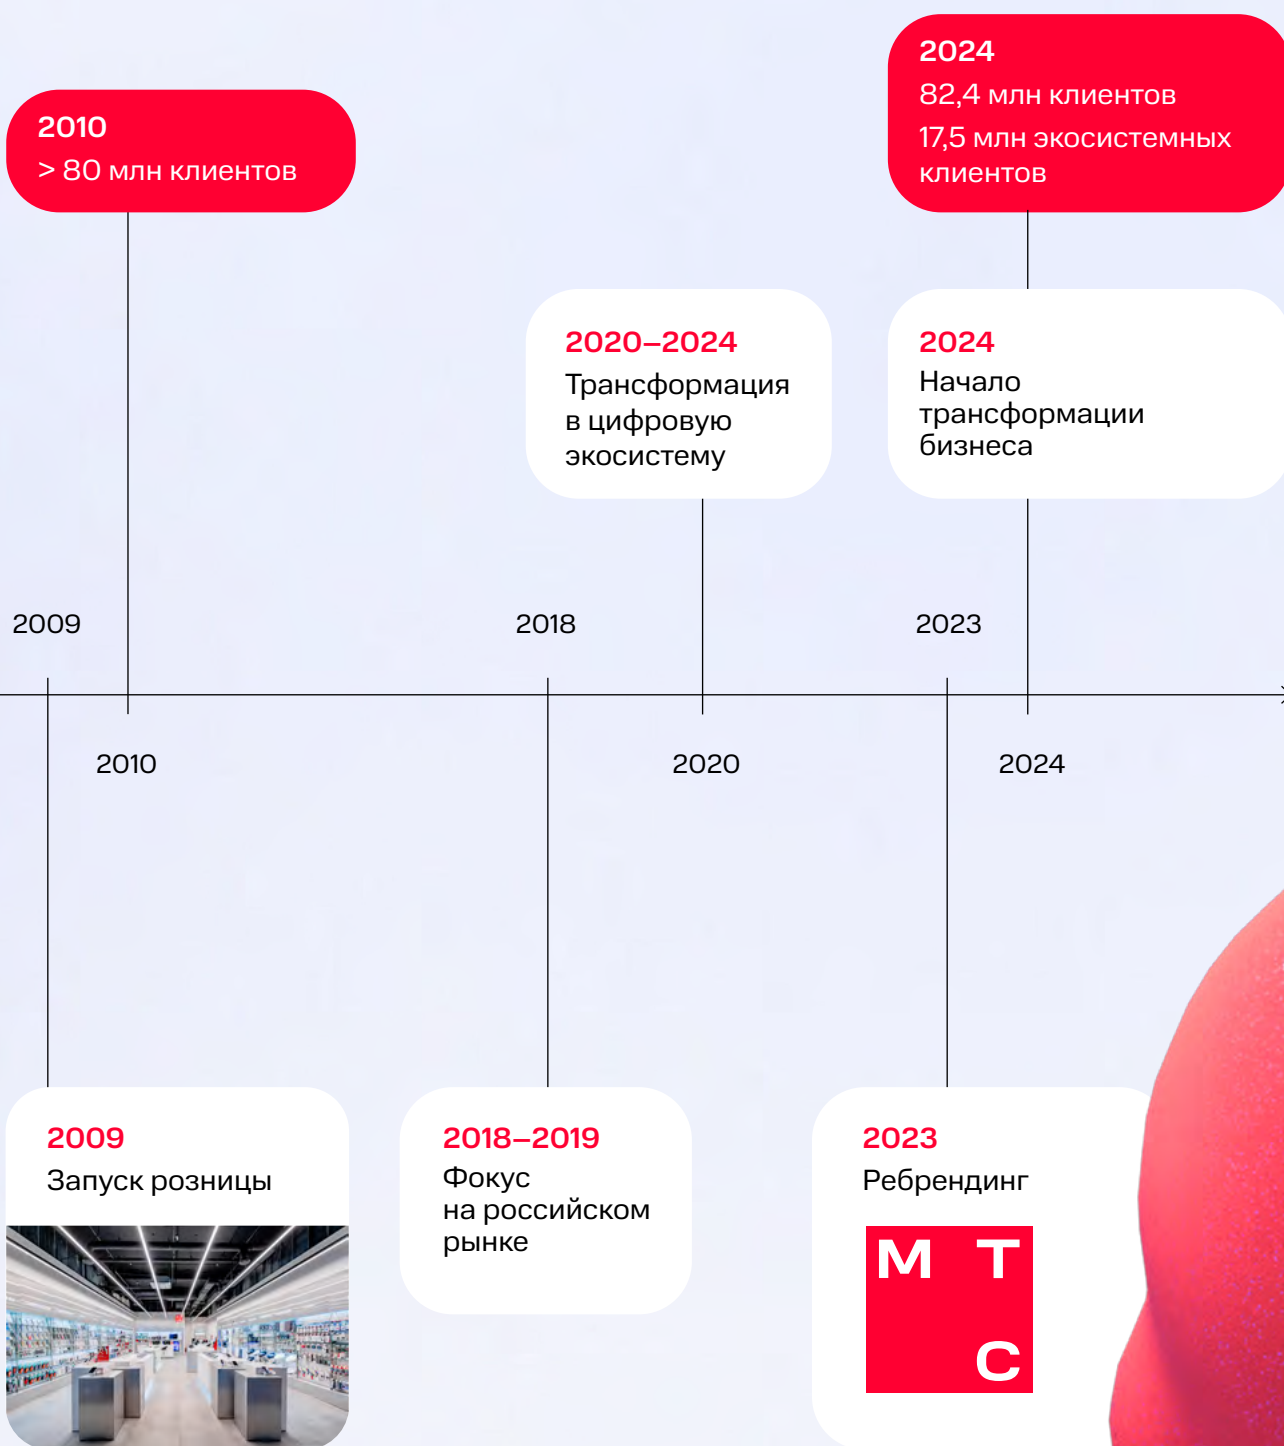 2024
82,4 млн клиентов
17,5 млн экосистемных
клиентов
2010
> 80 млн клиентов
2020–2024
Трансформация
в цифровую
экосистему
2024
Начало
трансформации
бизнеса
2009
2018
2023
2010
2020
2024
2009
Запуск розницы
2018–2019
Фокус
на российском
рынке
2023
Ребрендинг
М Т
С